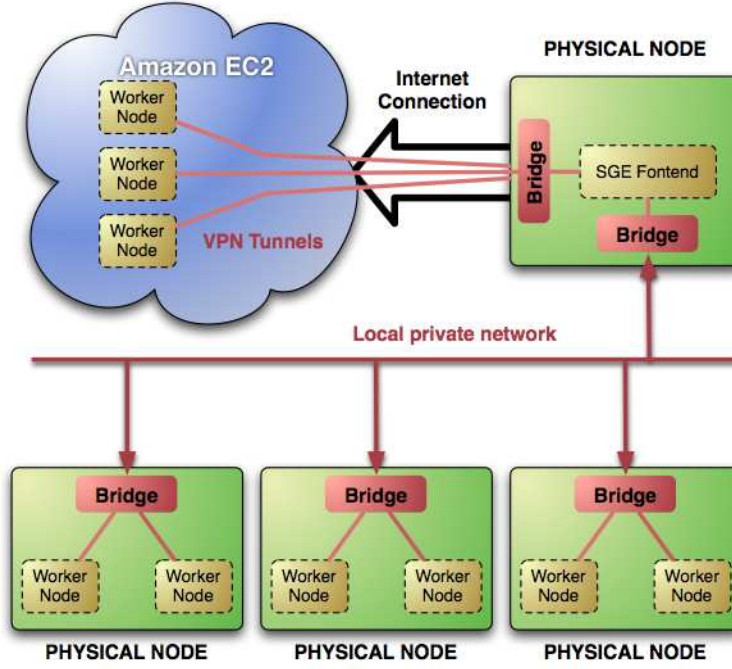 PHYSICAL NODE
Amazon EC2
Internet
Connection
Worker
Node
Worker
Node
Worker
Node
Bridge
SGE Fontend
Bridge
VPN Tunnels
Local private network
Bridge
Bridge
Bridge
Worker
Node
Worker
Node
Worker
Node
Worker
Node
Worker
Node
Worker
Node
PHYSICAL NODE
PHYSICAL NODE
PHYSICAL NODE